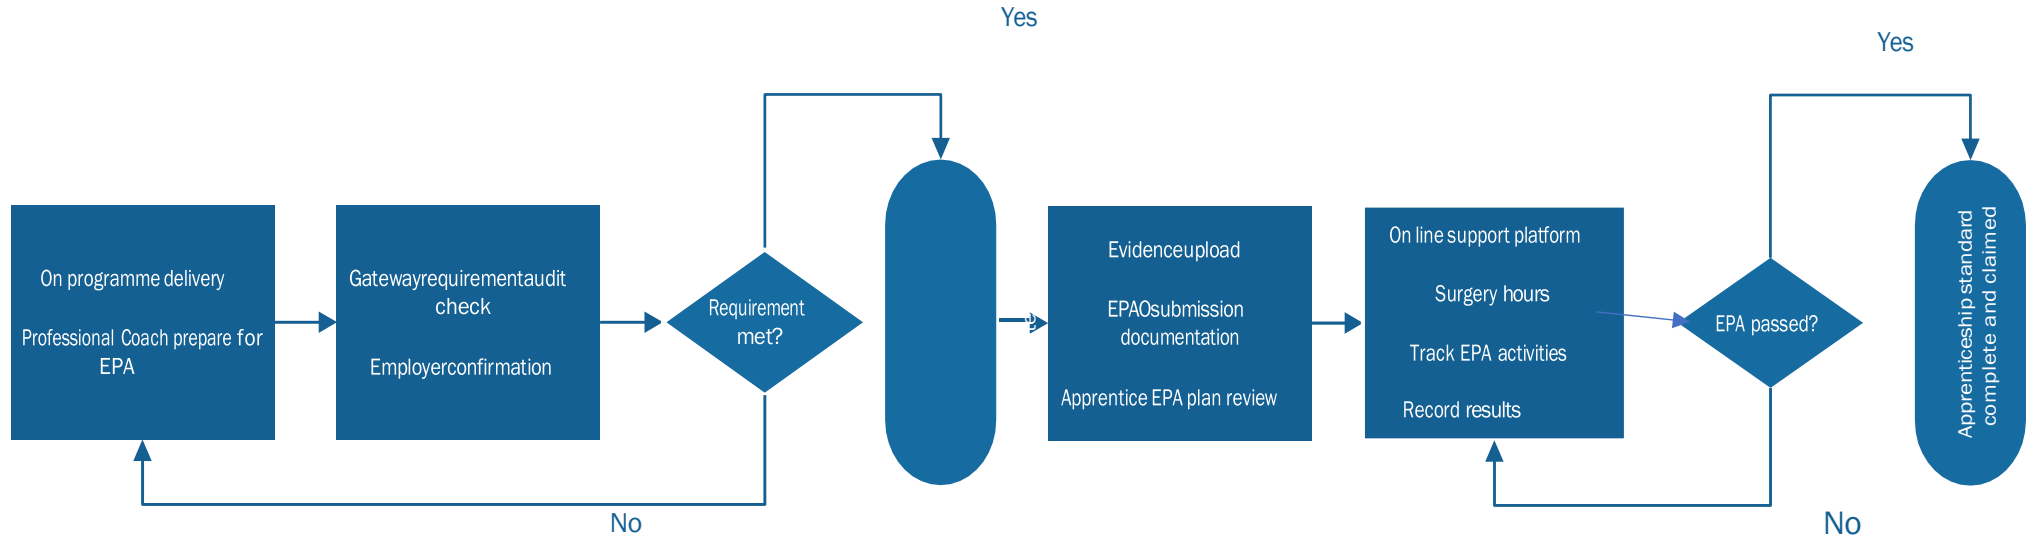 Yes
Yes
On programme delivery
Professional Coach prepare for
EPA
Gatewayrequirementaudit
check
Employerconfirmation
Requirement
met?
Evidenceupload
EPAOsubmission
documentation
Apprentice EPA plan review
On line support platform
Surgery hours
Track EPA activities
Record results
EPA passed?
Apprenticeship standard
complete and claimed
No
No